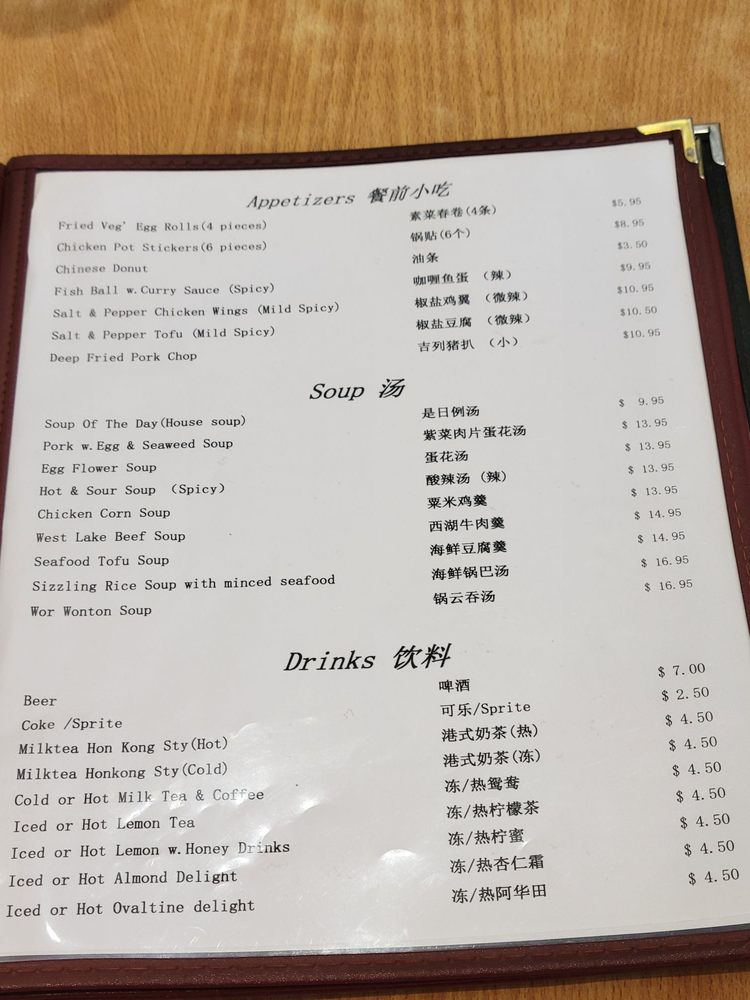 Appetizers 餐前小吃
Fried Veg' Egg Rolls(4 pieces) 素菜春卷(4条) $5.95
Chicken Pot Stickers(6 pieces) 锅贴(6个) $8.95
Chinese Donut 油条 $3.50
Fish Ball w.Curry Sauce (Spicy) 咖喱鱼蛋 （辣） $9.95
Salt & Pepper Chicken Wings (Mild Spicy) 椒盐鸡翼 （微辣） $10.95
Salt & Pepper Tofu (Mild Spicy) 椒盐豆腐 （微辣） $10.50
Deep Fried Pork Chop 吉列猪扒 （小） $10.95
Soup 汤
Soup Of The Day(House soup) 是日例汤 $ 9.95
Pork w.Egg & Seaweed Soup 紫菜肉片蛋花汤 $ 13.95
Egg Flower Soup 蛋花汤 $ 13.95
Hot & Sour Soup （Spicy） 酸辣汤 (辣) $ 13.95
Chicken Corn Soup 粟米鸡羹 $ 13.95
West Lake Beef Soup 西湖牛肉羹 $ 14.95
Seafood Tofu Soup 海鲜豆腐羹 $ 14.95
Sizzling Rice Soup with minced seafood 海鲜锅巴汤 $ 16.95
Wor Wonton Soup 锅云吞汤 $ 16.95
Drinks 饮料
Beer 啤酒 $ 7.00
Coke /Sprite 可乐/Sprite $ 2.50
Milktea Hon Kong Sty(Hot) 港式奶茶(热) $ 4.50
Milktea Honkong Sty(Cold) 港式奶茶(冻) $ 4.50
Cold or Hot Milk Tea & Coffee 冻/热鸳鸯 $ 4.50
Iced or Hot Lemon Tea 冻/热柠檬茶 $ 4.50
Iced or Hot Lemon w.Honey Drinks 冻/热柠蜜 $ 4.50
Iced or Hot Almond Delight 冻/热杏仁霜 $ 4.50
Iced or Hot Ovaltine delight 冻/热阿华田 $ 4.50